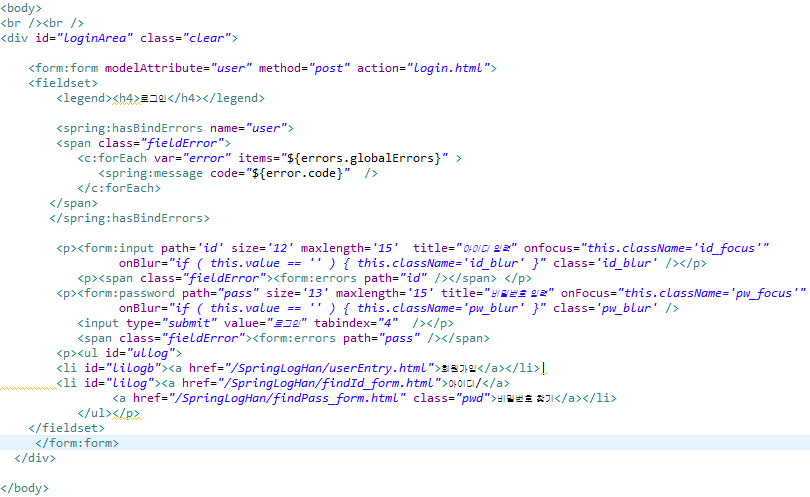 <body>
<br /><br />
<div id="loginArea" class="clear">
<form:form modelAttribute="user" method="post" action="login.html">
<fieldset>
<legend><h4>로그인</h4></legend>
<spring:hasBindErrors name="user">
<span class="fieldError">
<c:forEach var="error" items="${errors.globalErrors}" >
<spring:message code="${error.code}"  />
</c:forEach>
</span>
</spring:hasBindErrors>
<p><form:input path='id' size='12' maxlength='15'  title="아이디 입력" onfocus="this.className='id_focus'"
onBlur="if ( this.value == '' ) { this.className='id_blur' }" class='id_blur' /></p>
<p><span class="fieldError"><form:errors path="id" /></span> </p>
<p><form:password path="pass" size='13' maxlength='15' title="비밀번호 입력" onFocus="this.className='pw_focus'"
onBlur="if ( this.value == '' ) { this.className='pw_blur' }" class='pw_blur' />
<input type="submit" value="로그인" tabindex="4"  /></p>
<span class="fieldError"><form:errors path="pass" /></span>
<p><ul id="ullog">
<li id="lilogb"><a href="/SpringLogHan/userEntry.html">회원가입</a></li>
<li id="lilog"><a href="/SpringLogHan/findId_form.html">아이디/</a>
<a href="/SpringLogHan/findPass_form.html" class="pwd">비밀번호 찾기</a></li>
</ul></p>
</fieldset>
</form:form>
</div>
</body>